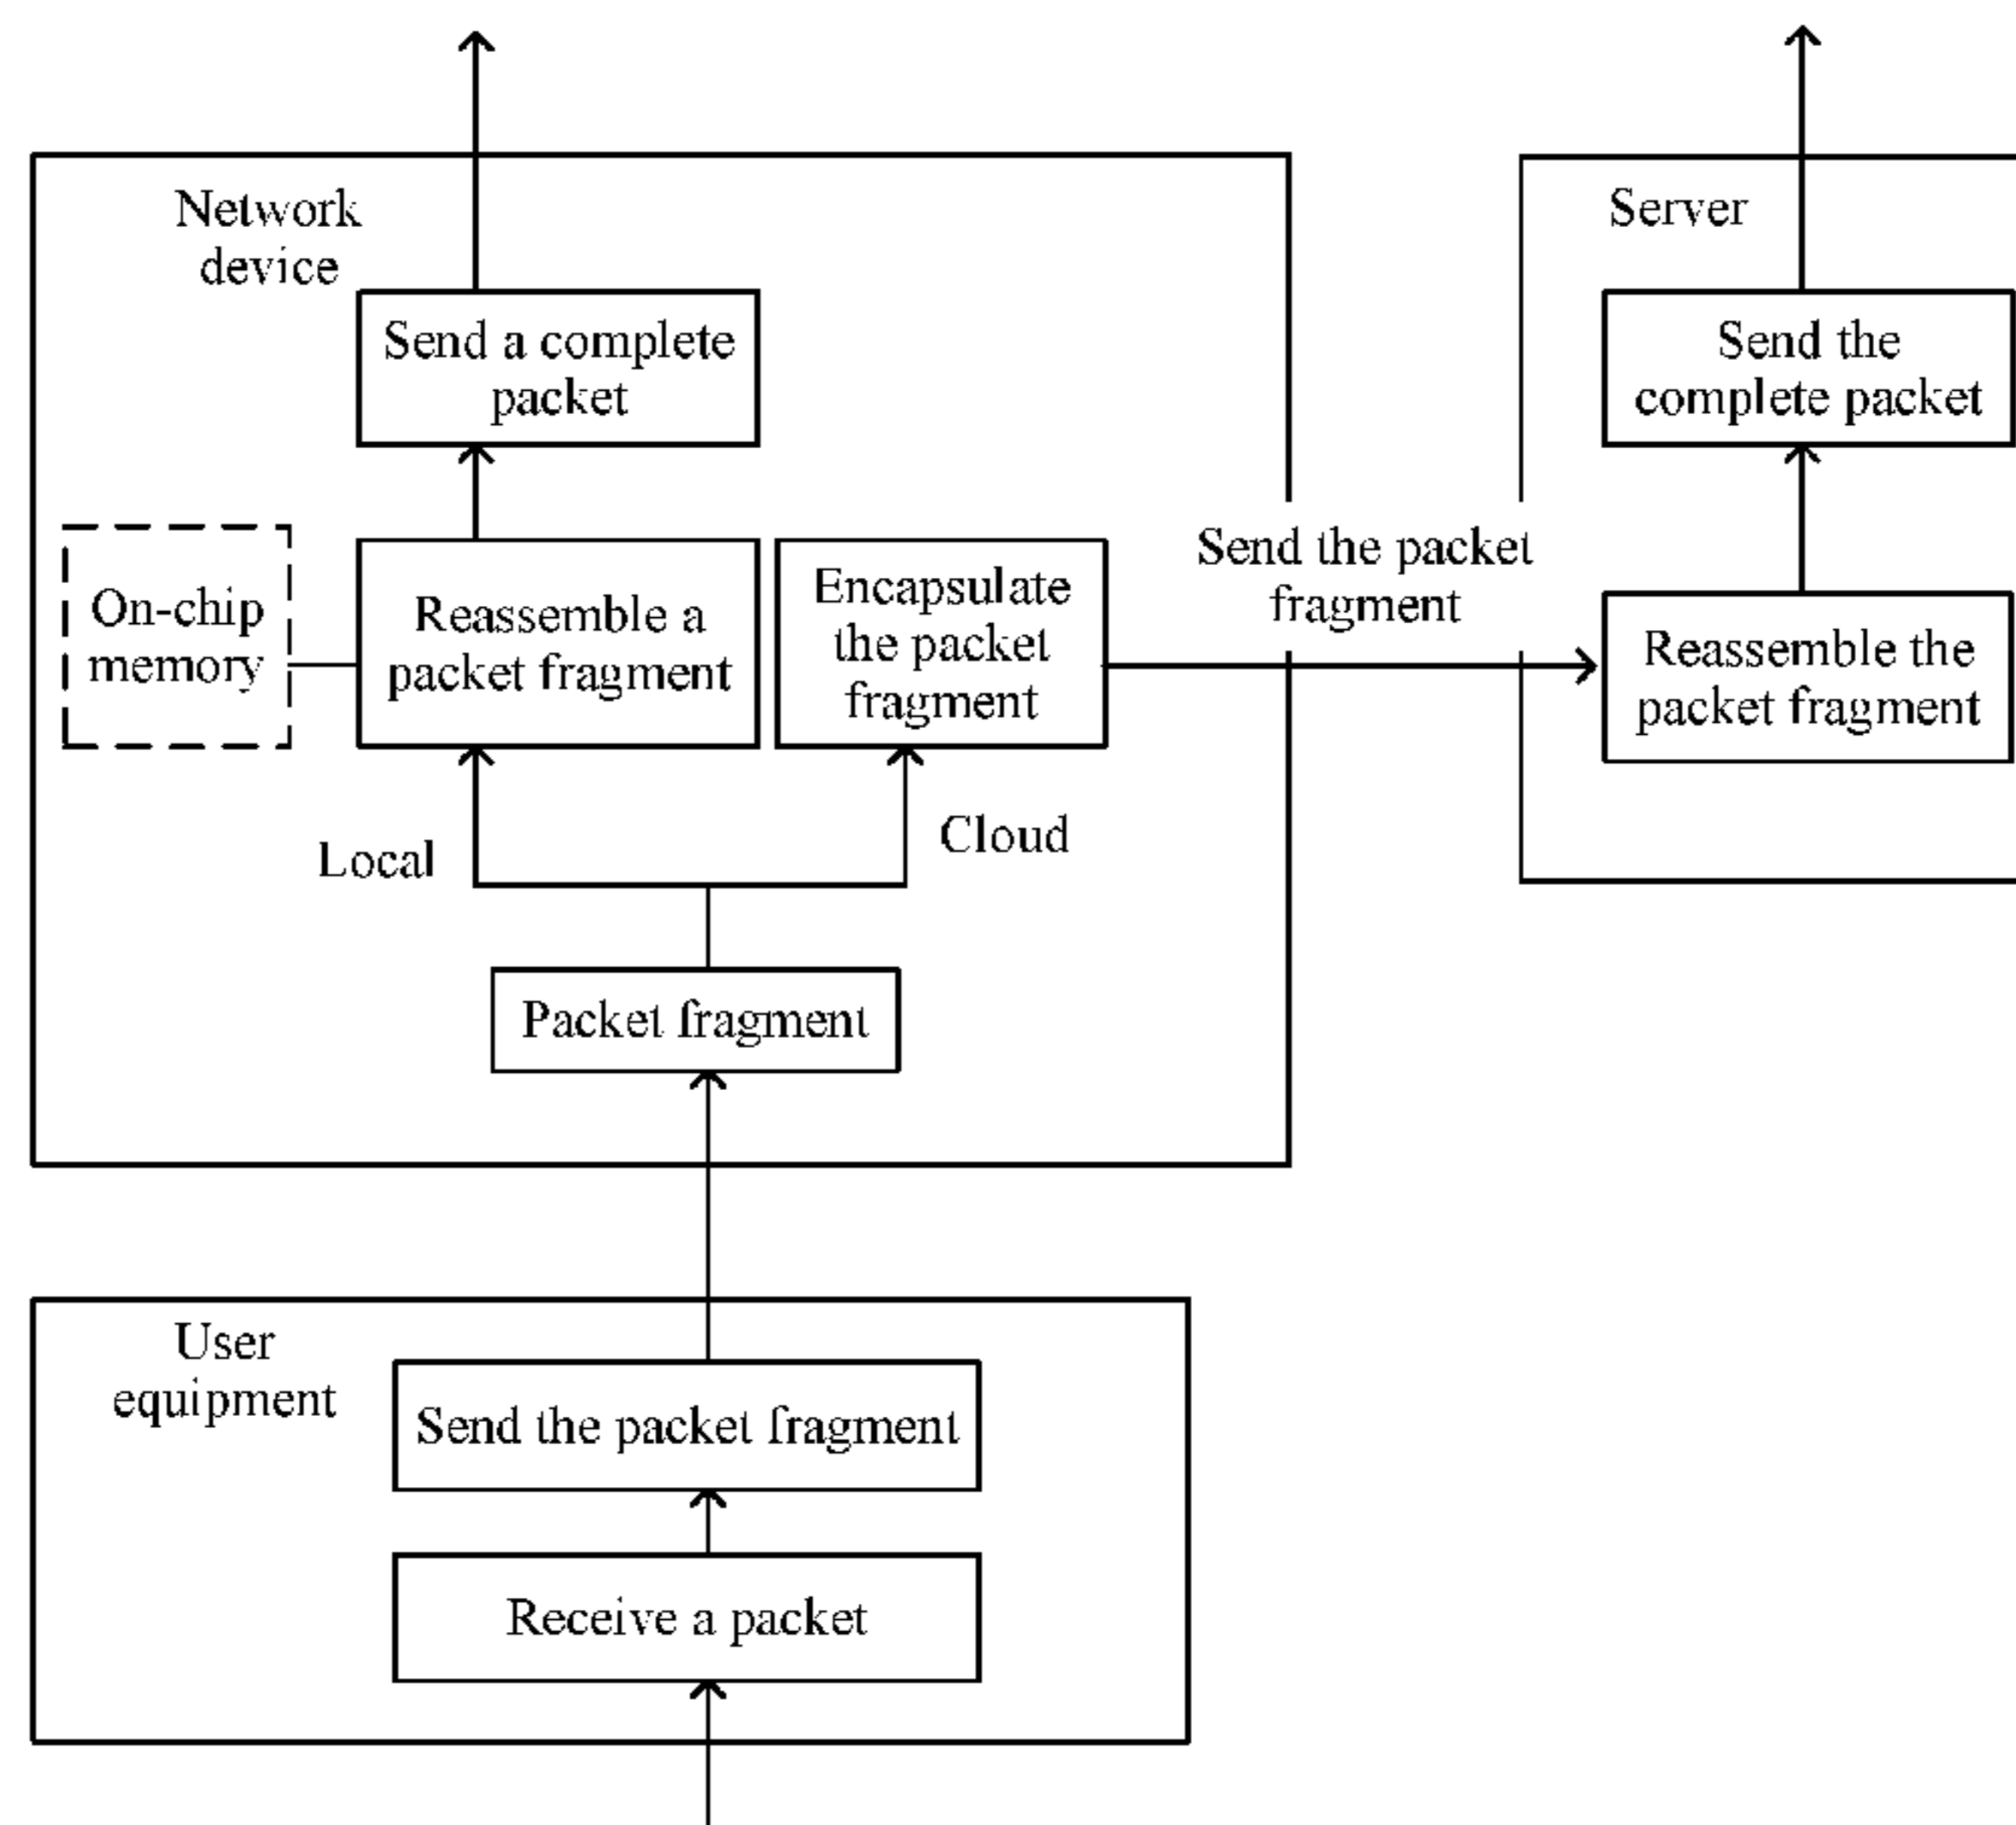 Network
device
Server
Send a complete
packet
Send the
complete packet
On-chip
memory
Reassemble a
packet fragment
Encapsulate
the packet
fragment
Send the packet
fragment
Reassemble the
packet fragment
Local
Cloud
Packet fragment
User
equipment
Send the packet fragment
Receive a packet